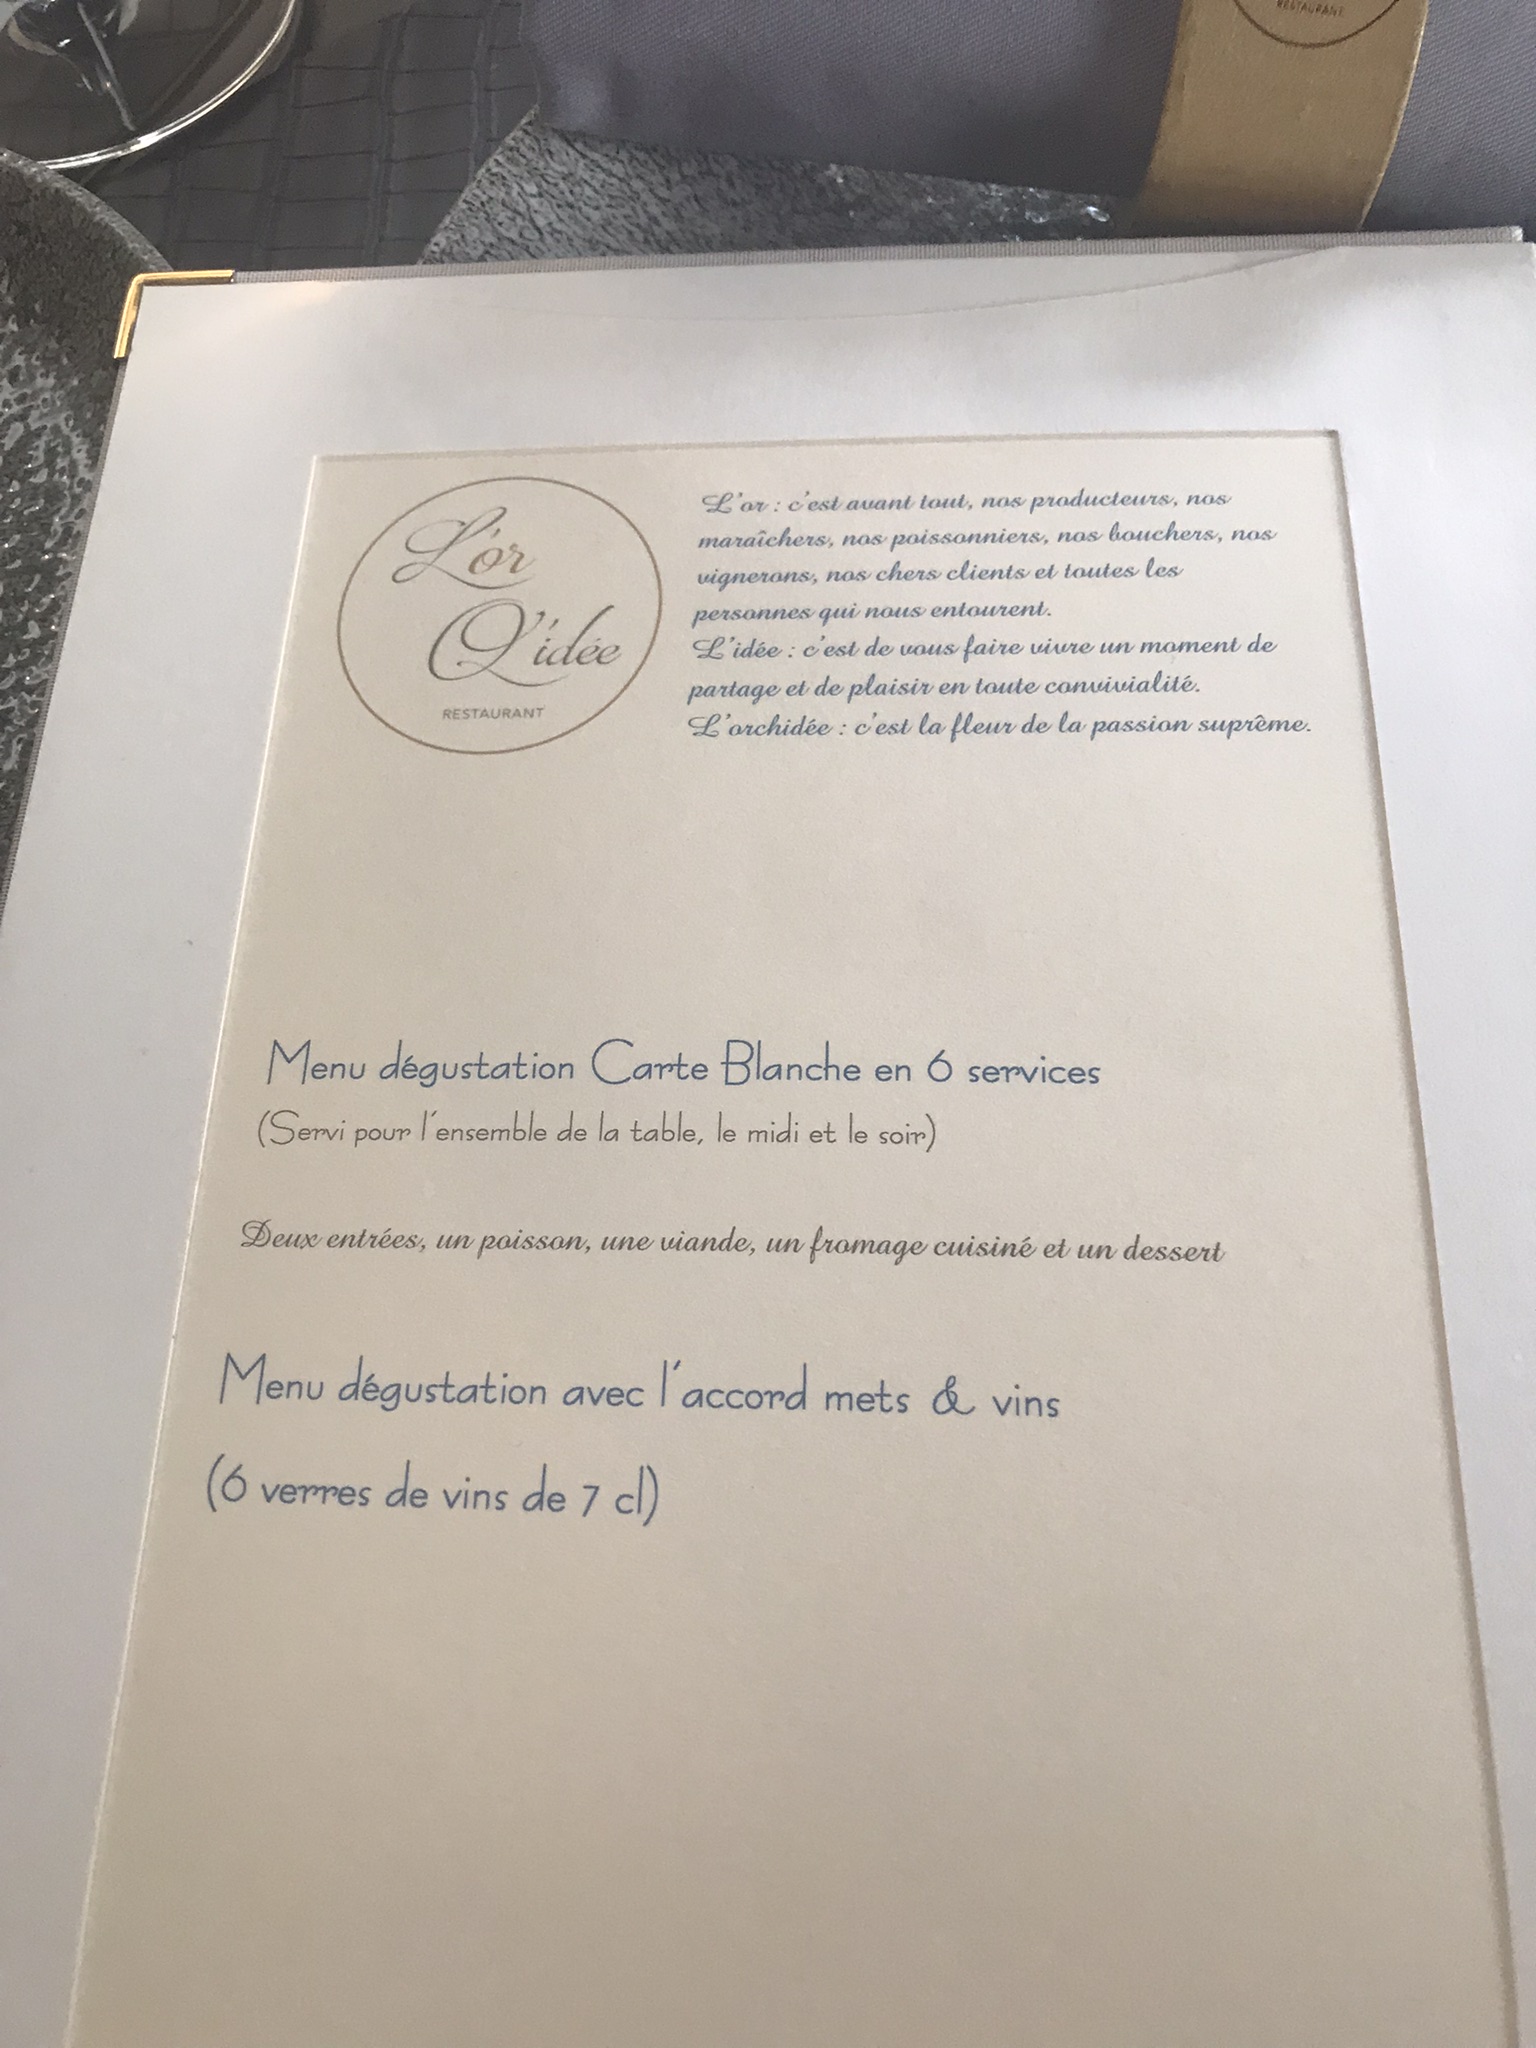 RESTAURANT
L'or
Q'idée
RESTAURANT
L'or : c'est avant tout, nos producteurs, nos
maraîchers, nos poissonniers, nos bouchers, nos
vignerons, nos chers clients et toutes les
personnes qui nous entourent.
L'idée : c'est de vous faire vivre un moment de
partage et de plaisir en toute convivialité.
L'orchidée : c'est la fleur de la passion suprême.
Menu dégustation Carte Blanche en 6 services
(Servi pour l'ensemble de la table, le midi et le soir)
Deux entrées, un poisson, une viande, un fromage cuisiné et un dessert
Menu dégustation avec l'accord mets & vins
(6 verres de vins de 7 cl)